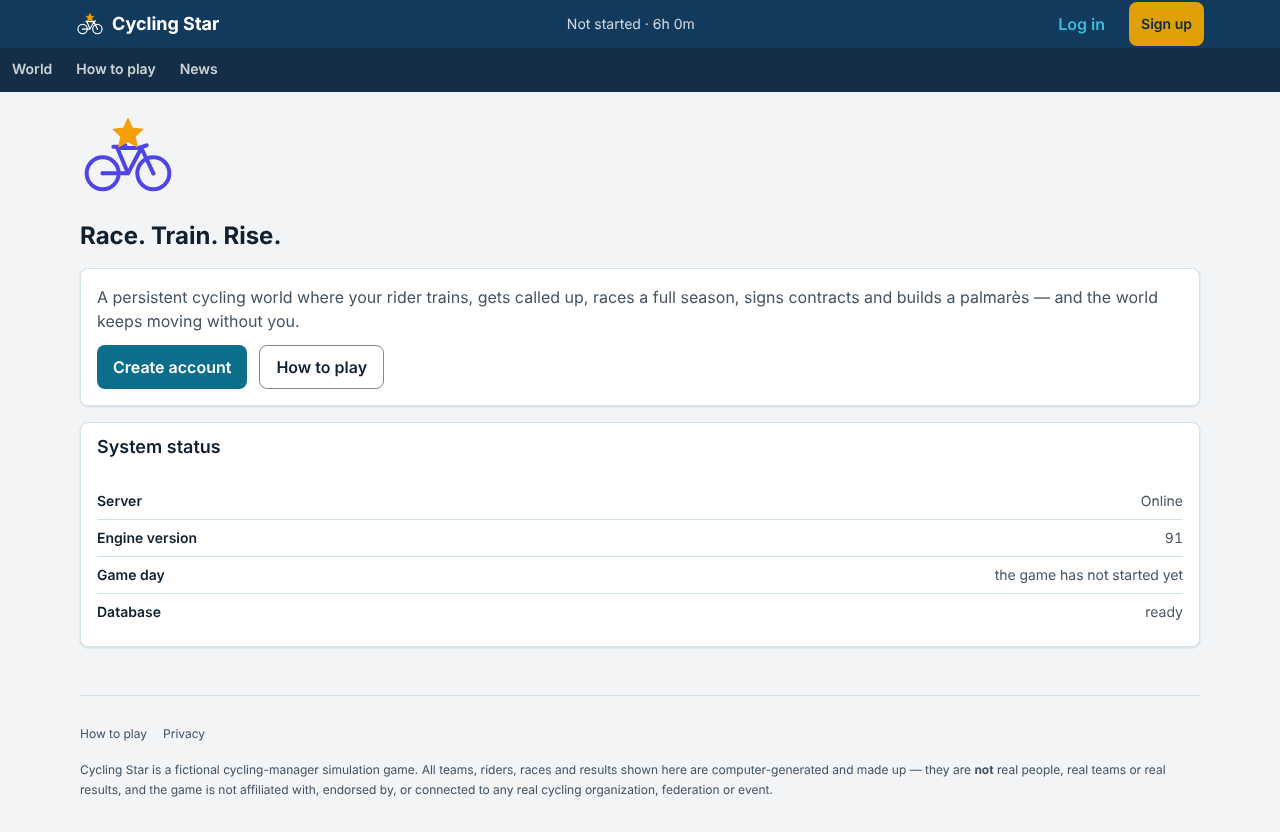 Cycling Star
Not started · 6h 0m
Log in
Sign up
World
How to play
News
Race. Train. Rise.
A persistent cycling world where your rider trains, gets called up, races a full season, signs contracts and builds a palmarès — and the world
keeps moving without you.
Create account
How to play
System status
Server
Online
Engine version
91
Game day
the game has not started yet
Database
ready
How to play
Privacy
Cycling Star is a fictional cycling-manager simulation game. All teams, riders, races and results shown here are computer-generated and made up — they are not real people, real teams or real
results, and the game is not affiliated with, endorsed by, or connected to any real cycling organization, federation or event.